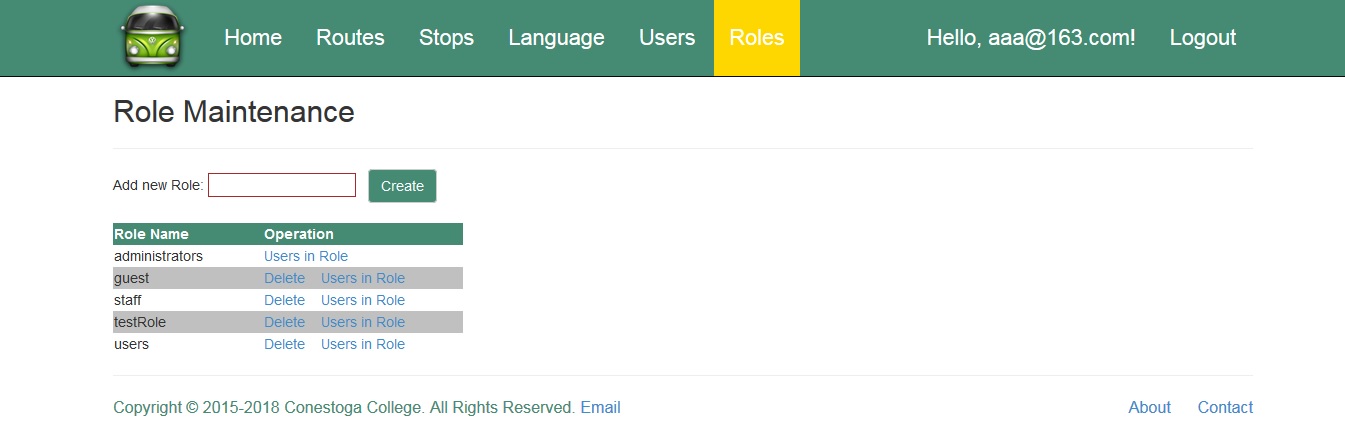 Home Routes Stops Language Users Roles Hello, aaa@163.com! Logout
Role Maintenance
Add new Role: Create
Role Name Operation
administrators Users in Role
guest Delete Users in Role
staff Delete Users in Role
testRole Delete Users in Role
users Delete Users in Role
Copyright © 2015-2018 Conestoga College. All Rights Reserved. Email About Contact